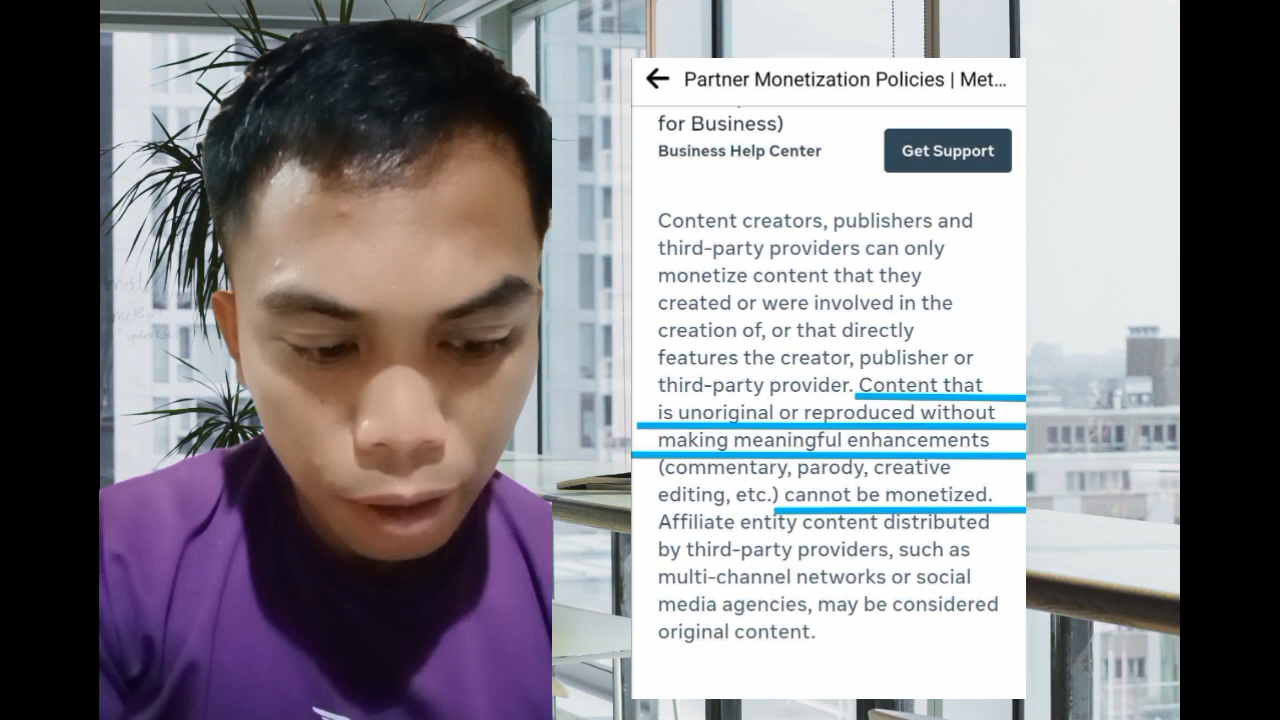 Partner Monetization Policies | Met...
for Business)
Business Help Center
Get Support
Content creators, publishers and
third-party providers can only
monetize content that they
created or were involved in the
creation of, or that directly
features the creator, publisher or
third-party provider. Content that
is unoriginal or reproduced without
making meaningful enhancements
(commentary, parody, creative
editing, etc.) cannot be monetized.
Affiliate entity content distributed
by third-party providers, such as
multi-channel networks or social
media agencies, may be considered
original content.